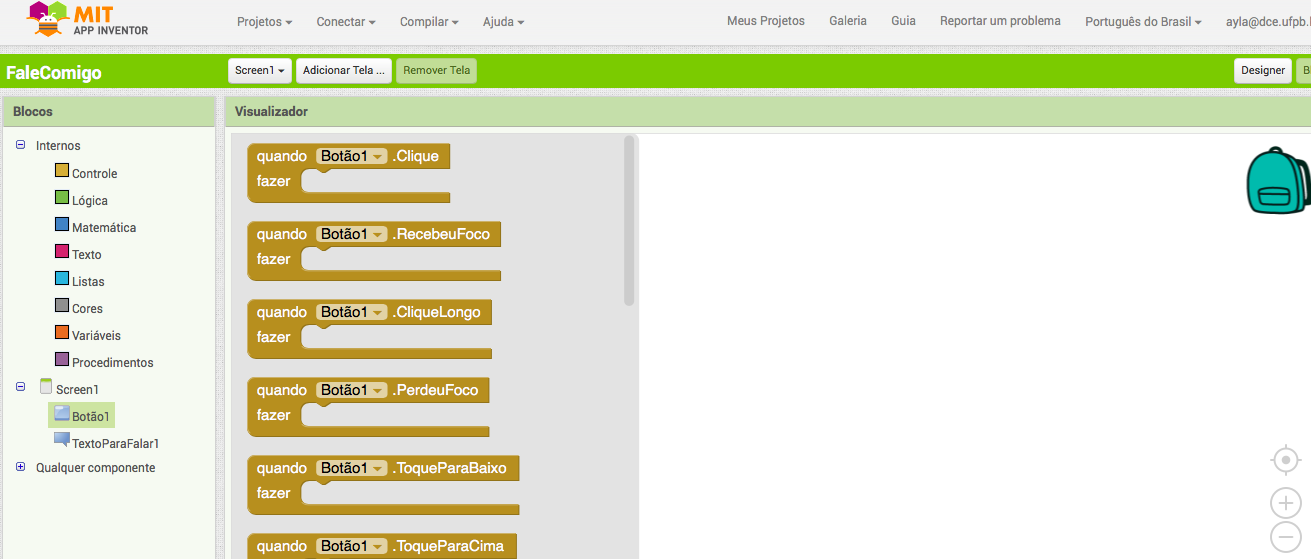 MIT
APP INVENTOR
Projetos Conectar Compilar Ajuda Meus Projetos Galeria Guia Reportar um problema Português do Brasil ayla@dce.ufpb.
FaleComigo Screen1 Adicionar Tela ... Remover Tela Designer B
Blocos Visualizador
Internos
Controle
Lógica
Matemática
Texto
Listas
Cores
Variáveis
Procedimentos
Screen1
Botão1
TextoParaFalar1
Qualquer componente
quando Botão1 .Clique
fazer
quando Botão1 .RecebeuFoco
fazer
quando Botão1 .CliqueLongo
fazer
quando Botão1 .PerdeuFoco
fazer
quando Botão1 .ToqueParaBaixo
fazer
quando Botão1 .ToqueParaCima